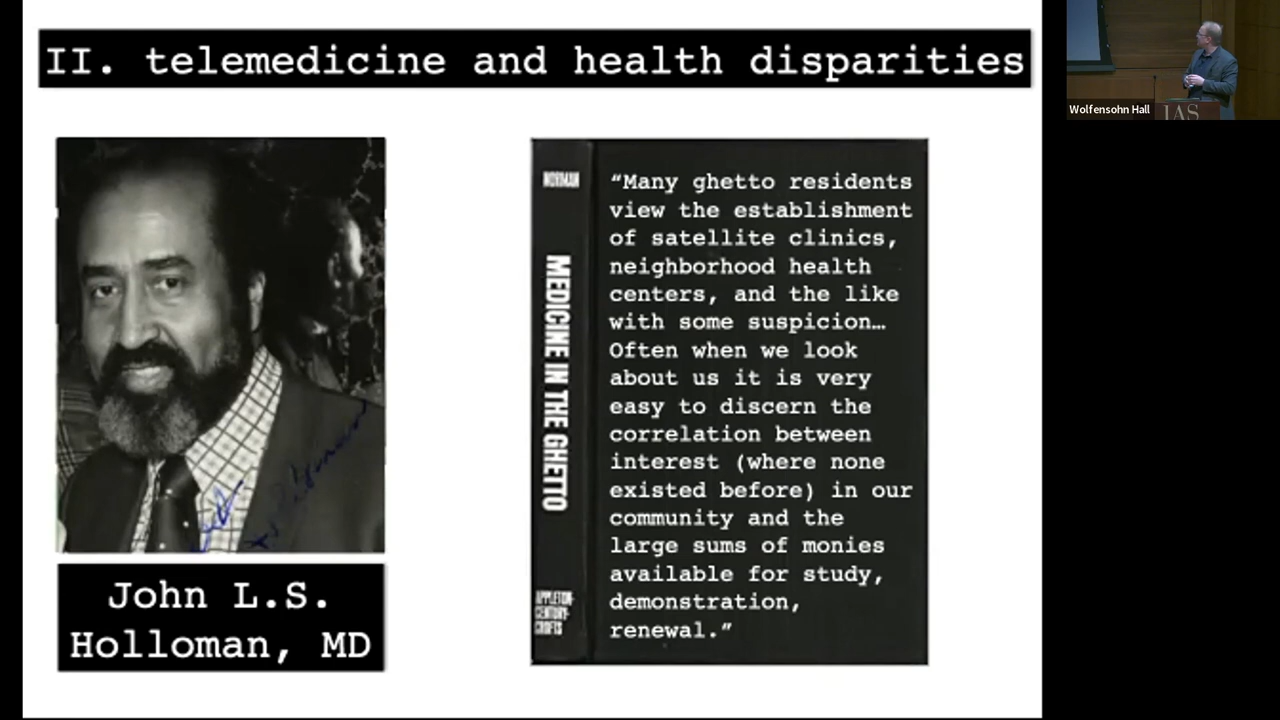 II. telemedicine and health disparities
Wolfensohn Hall
IAS
John L.S.
Holloman, MD
NORMAN
MEDICINE IN THE GHETTO
APPLETON-
CENTURY-
CROFTS
“Many ghetto residents
view the establishment
of satellite clinics,
neighborhood health
centers, and the like
with some suspicion…
Often when we look
about us it is very
easy to discern the
correlation between
interest (where none
existed before) in our
community and the
large sums of monies
available for study,
demonstration,
renewal.”